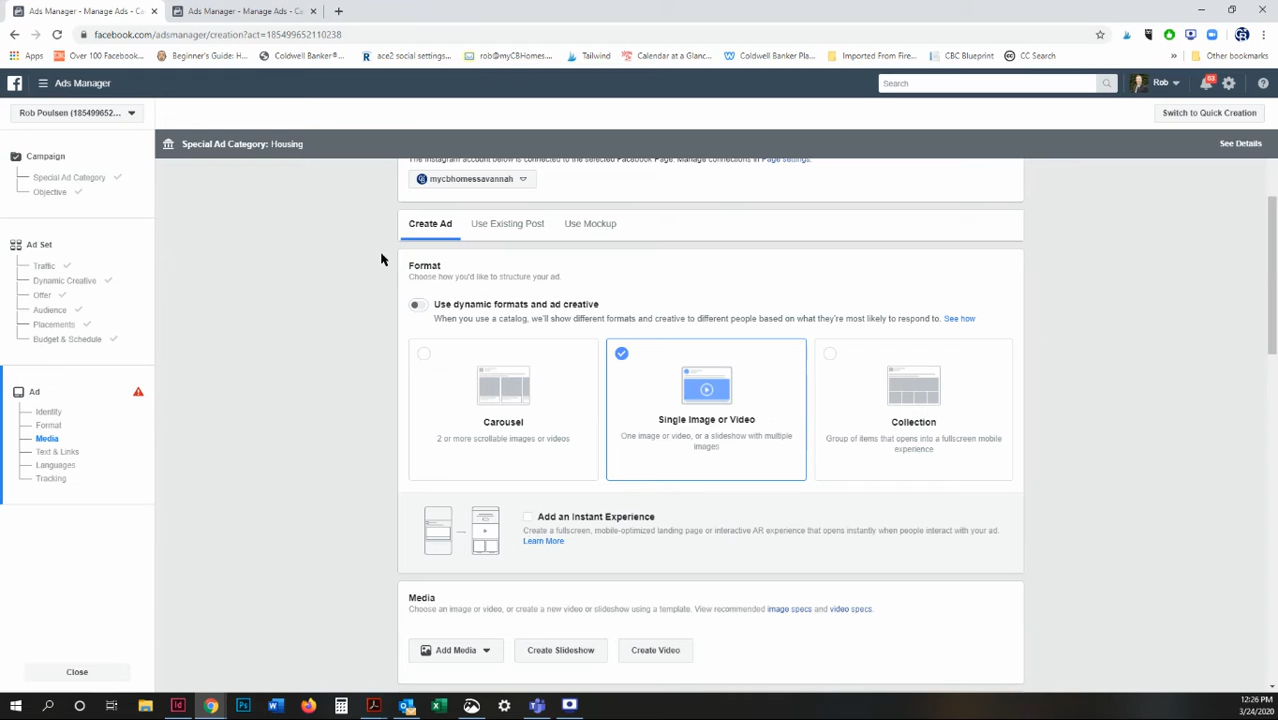 Ads Manager - Manage Ads - Co
Ads Manager - Manage Ads - Co
facebook.com/adsmanager/creation?act=185499652110238
Apps
Over 100 Facebook...
Beginner's Guide: H...
Coldwell Banker®...
ace2 social settings...
rob@myCBHomes...
Tailwind
Calendar at a Glanc...
Coldwell Banker Pla...
Imported From Fire...
CBC Blueprint
CC Search
»
Other bookmarks
Ads Manager
Search
Rob
63
Rob Poulsen (185499652...
Switch to Quick Creation
Special Ad Category: Housing
See Details
Campaign
Special Ad Category
Objective
Ad Set
Traffic
Dynamic Creative
Offer
Audience
Placements
Budget & Schedule
Ad
Identity
Format
Media
Text & Links
Languages
Tracking
Close
The Instagram account below is connected to the selected Facebook Page. Manage connections in Page settings.
mycbhomessavannah
Create Ad
Use Existing Post
Use Mockup
Format
Choose how you'd like to structure your ad.
Use dynamic formats and ad creative
When you use a catalog, we'll show different formats and creative to different people based on what they're most likely to respond to. See how
Carousel
2 or more scrollable images or videos
Single Image or Video
One image or video, or a slideshow with multiple
images
Collection
Group of items that opens into a fullscreen mobile
experience
Add an Instant Experience
Create a fullscreen, mobile-optimized landing page or interactive AR experience that opens instantly when people interact with your ad.
Learn More
Media
Choose an image or video, or create a new video or slideshow using a template. View recommended image specs and video specs.
Add Media
Create Slideshow
Create Video
12:26 PM
3/24/2020